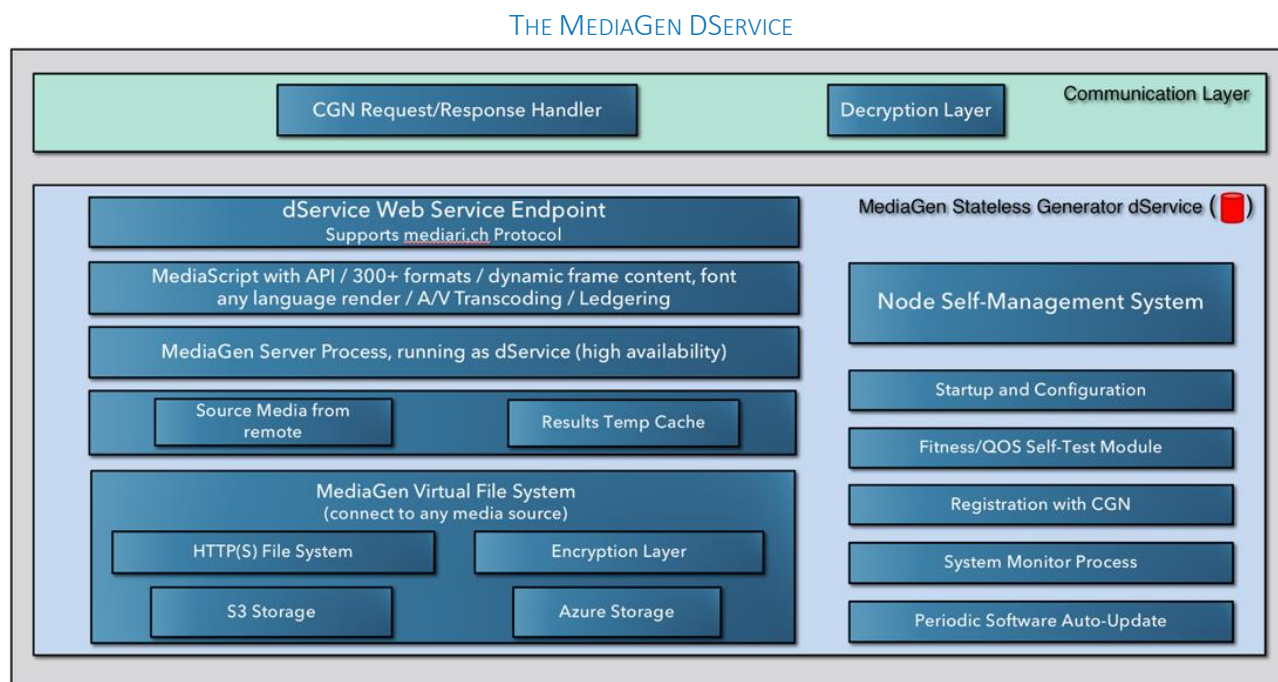 THE MEDIAGEN DSERVICE
Communication Layer
CGN Request/Response Handler
Decryption Layer
MediaGen Stateless Generator dService ( )
dService Web Service Endpoint
Supports mediari.ch Protocol
MediaScript with API / 300+ formats / dynamic frame content, font
any language render / A/V Transcoding / Ledgering
MediaGen Server Process, running as dService (high availability)
Source Media from
remote
Results Temp Cache
MediaGen Virtual File System
(connect to any media source)
HTTP(S) File System
Encryption Layer
S3 Storage
Azure Storage
Node Self-Management System
Startup and Configuration
Fitness/QOS Self-Test Module
Registration with CGN
System Monitor Process
Periodic Software Auto-Update